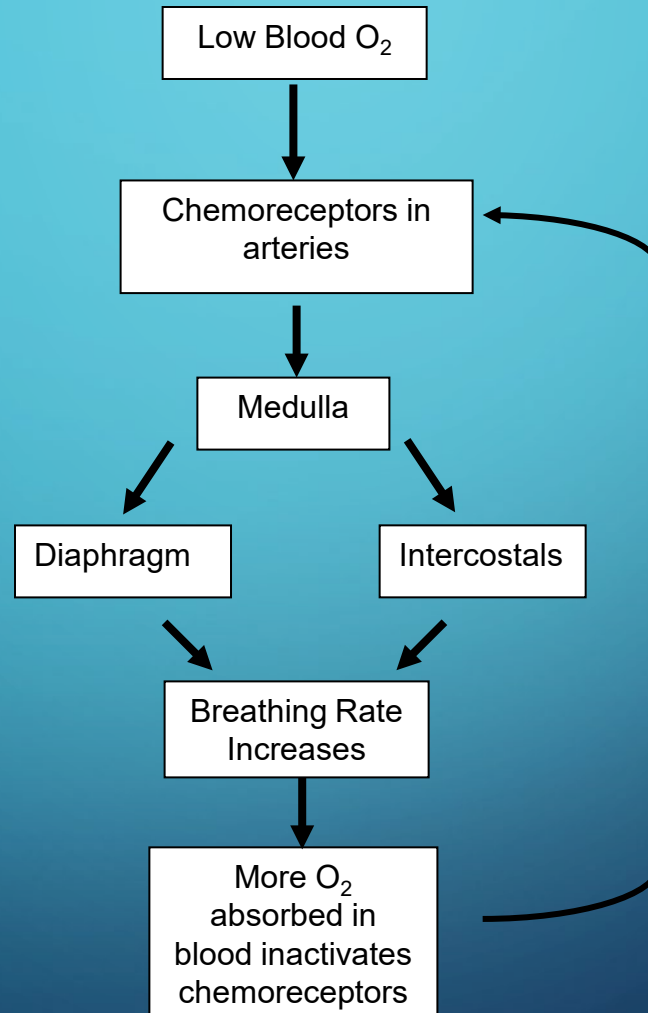 Low Blood O₂
Chemoreceptors in
arteries
Medulla
Diaphragm
Intercostals
Breathing Rate
Increases
More O₂
absorbed in
blood inactivates
chemoreceptors